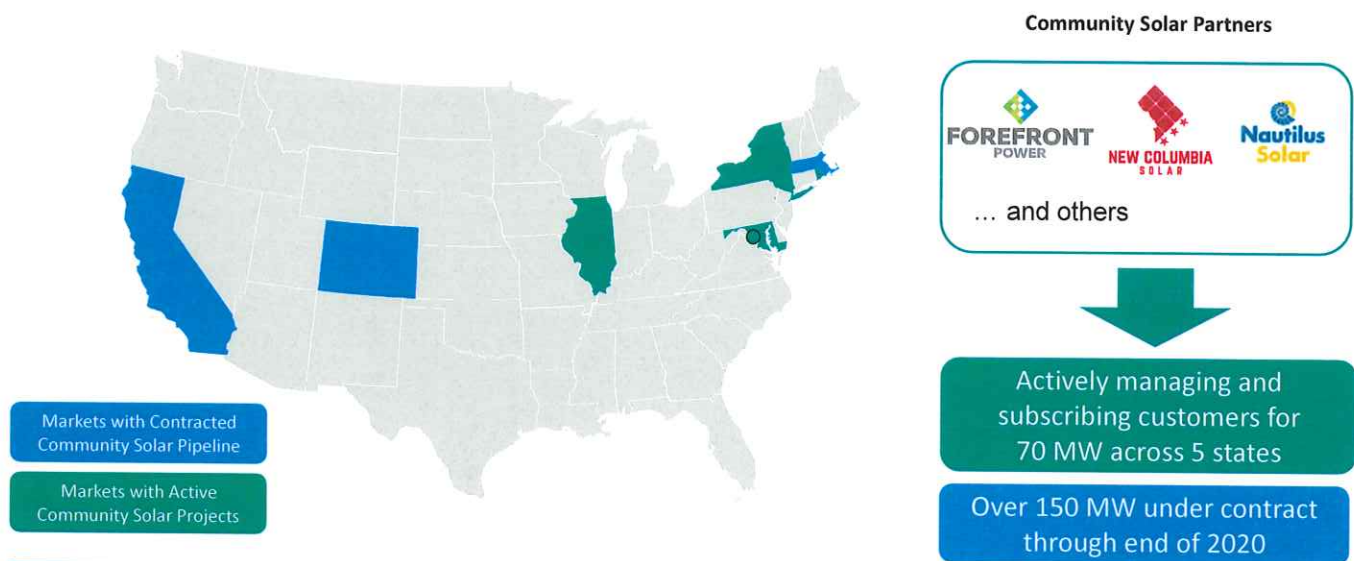 Community Solar Partners
FOREFRONT
POWER
NEW COLUMBIA
SOLAR
Nautilus
Solar
... and others
Actively managing and
subscribing customers for
70 MW across 5 states
Over 150 MW under contract
through end of 2020
Markets with Contracted
Community Solar Pipeline
Markets with Active
Community Solar Projects